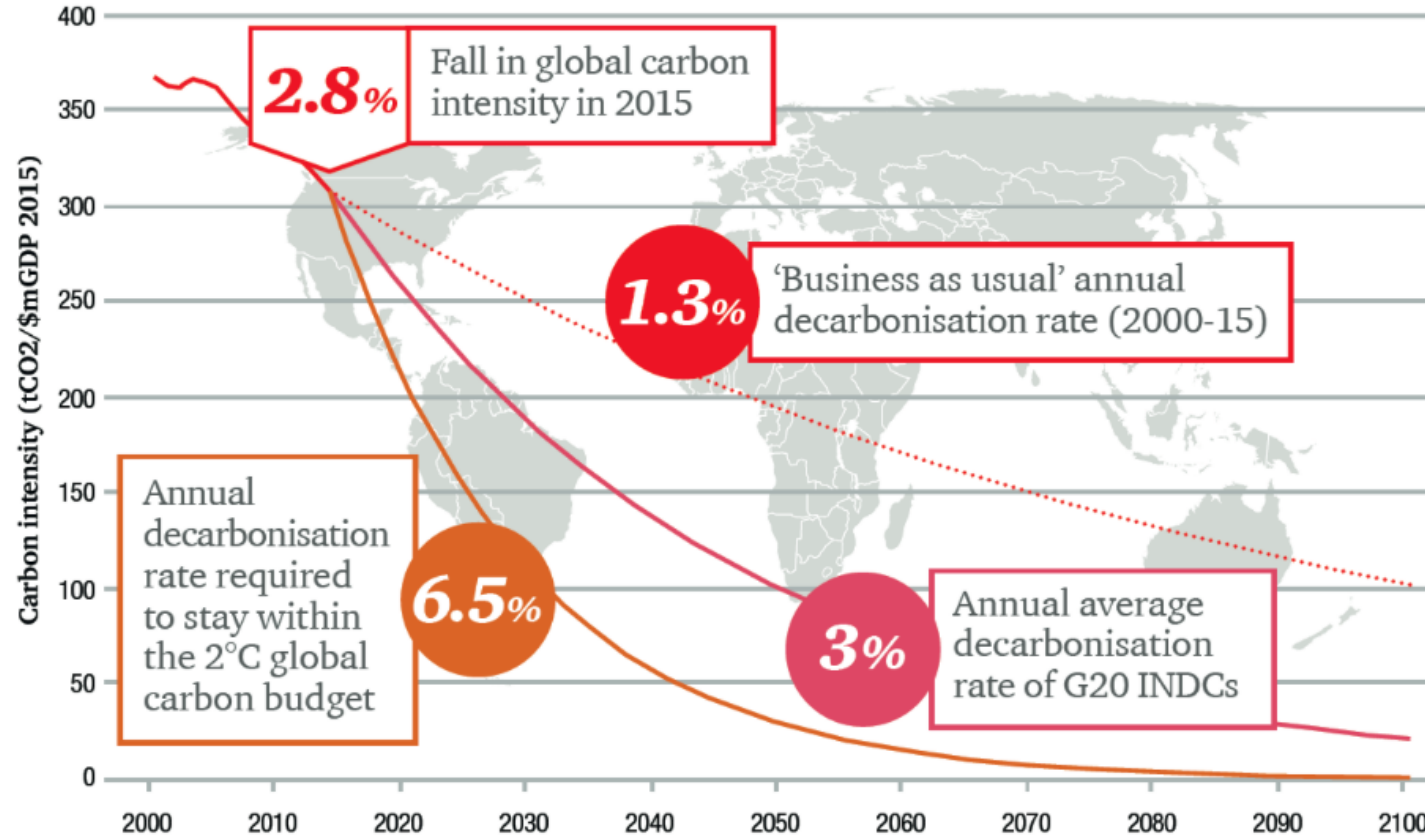 Carbon intensity (tCO2/$mGDP 2015)
400
350
300
250
200
150
100
50
0
2.8%
Fall in global carbon
intensity in 2015
1.3%
‘Business as usual’ annual
decarbonisation rate (2000-15)
Annual
decarbonisation
rate required
to stay within
the 2°C global
carbon budget
6.5%
3%
Annual average
decarbonisation
rate of G20 INDCs
2000
2010
2020
2030
2040
2050
2060
2070
2080
2090
2100